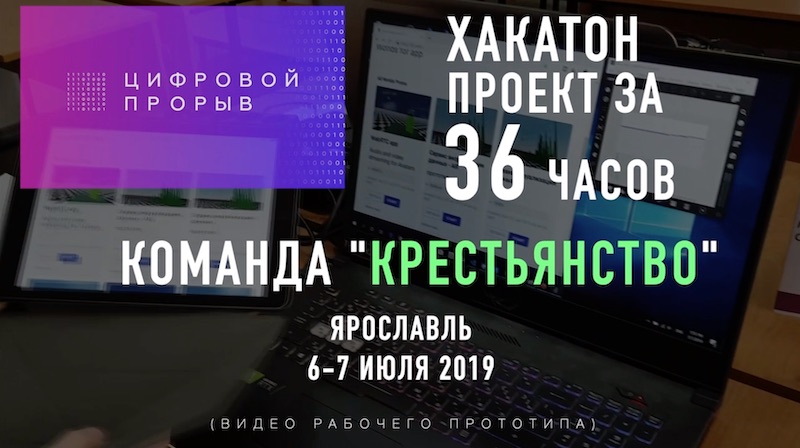 ЦИФРОВОЙ
ПРОРЫВ
ХАКАТОН
ПРОЕКТ ЗА
36 ЧАСОВ
КОМАНДА "КРЕСТЬЯНСТВО"
ЯРОСЛАВЛЬ
6-7 ИЮЛЯ 2019
(ВИДЕО РАБОЧЕГО ПРОТОТИПА)